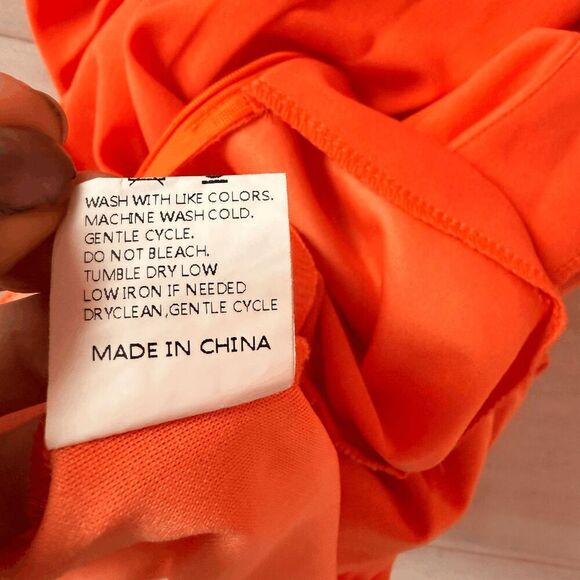 WASH WITH LIKE COLORS.
MACHINE WASH COLD.
GENTLE CYCLE.
DO NOT BLEACH.
TUMBLE DRY LOW
LOW IRON IF NEEDED
DRYCLEAN,GENTLE CYCLE
MADE IN CHINA